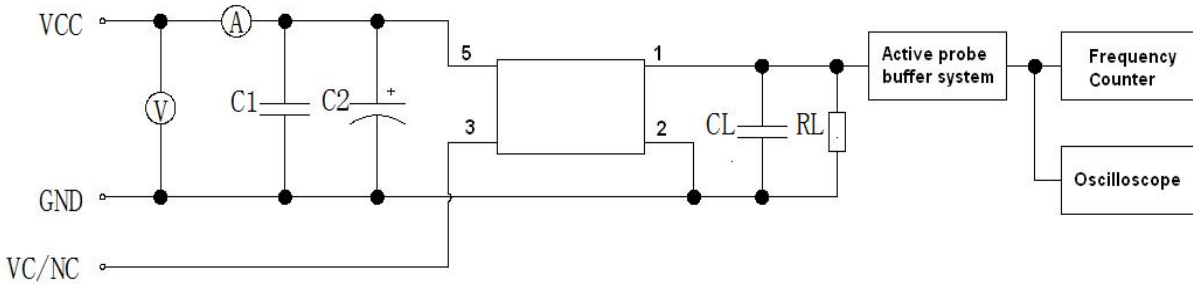 VCC
A
V
C1
C2
+
5
3
1
2
CL
RL
Active probe
buffer system
Frequency
Counter
Oscilloscope
GND
VC/NC